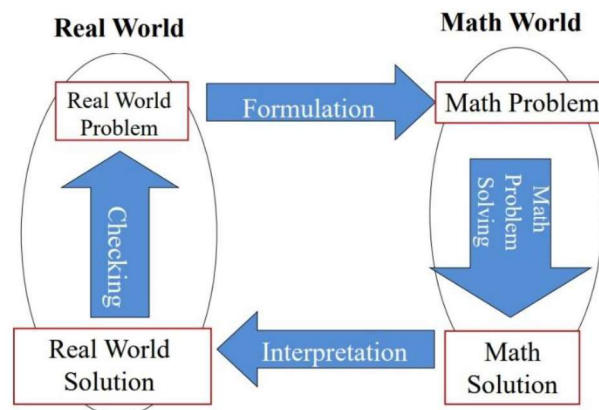 Real World
Math World
Real World
Problem
Formulation
Math Problem
Checking
Math
Problem
Solving
Real World
Solution
Interpretation
Math
Solution